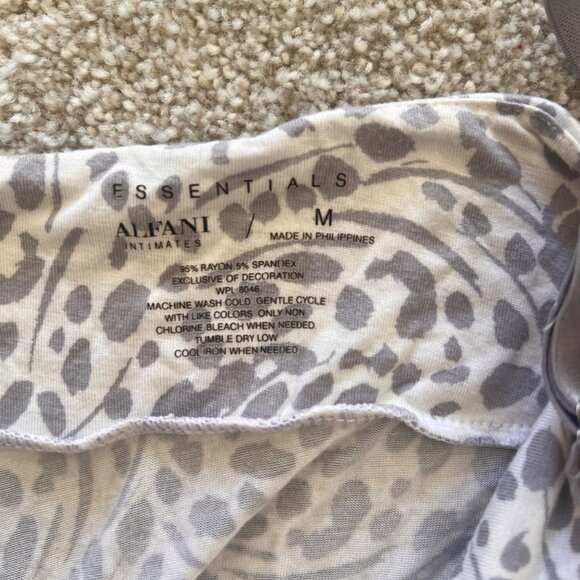 ESSENTIALS
ALFANI / M
INTIMATES MADE IN PHILIPPINES
95% RAYON 5% SPANDEX
EXCLUSIVE OF DECORATION
WPL 8046
MACHINE WASH COLD. GENTLE CYCLE
WITH LIKE COLORS. ONLY NON
CHLORINE BLEACH WHEN NEEDED.
TUMBLE DRY LOW
COOL IRON WHEN NEEDED